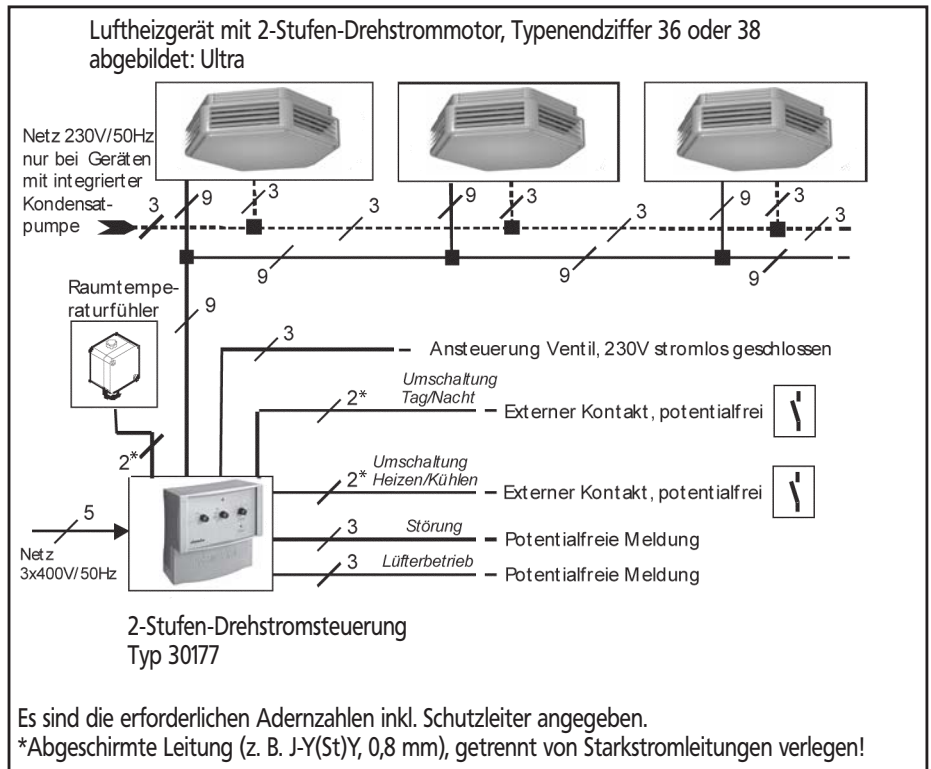 Luftheizgerät mit 2-Stufen-Drehstrommotor, Typenendziffer 36 oder 38
abgebildet: Ultra
Netz 230V/50Hz
nur bei Geräten
mit integrierter
Kondensat-
pumpe
3
9
3
3
9
3
3
9
3
3
9
9
9
Raumtempe-
raturfühler
9
3
Ansteuerung Ventil, 230V stromlos geschlossen
Umschaltung
Tag/Nacht
2*
Externer Kontakt, potentialfrei
2*
Umschaltung
Heizen/Kühlen
2*
Externer Kontakt, potentialfrei
5
Netz
3x400V/50Hz
3
Störung
Potentialfreie Meldung
3
Lüfterbetrieb
Potentialfreie Meldung
2-Stufen-Drehstromsteuerung
Typ 30177
Es sind die erforderlichen Adernzahlen inkl. Schutzleiter angegeben.
*Abgeschirmte Leitung (z. B. J-Y(St)Y, 0,8 mm), getrennt von Starkstromleitungen verlegen!